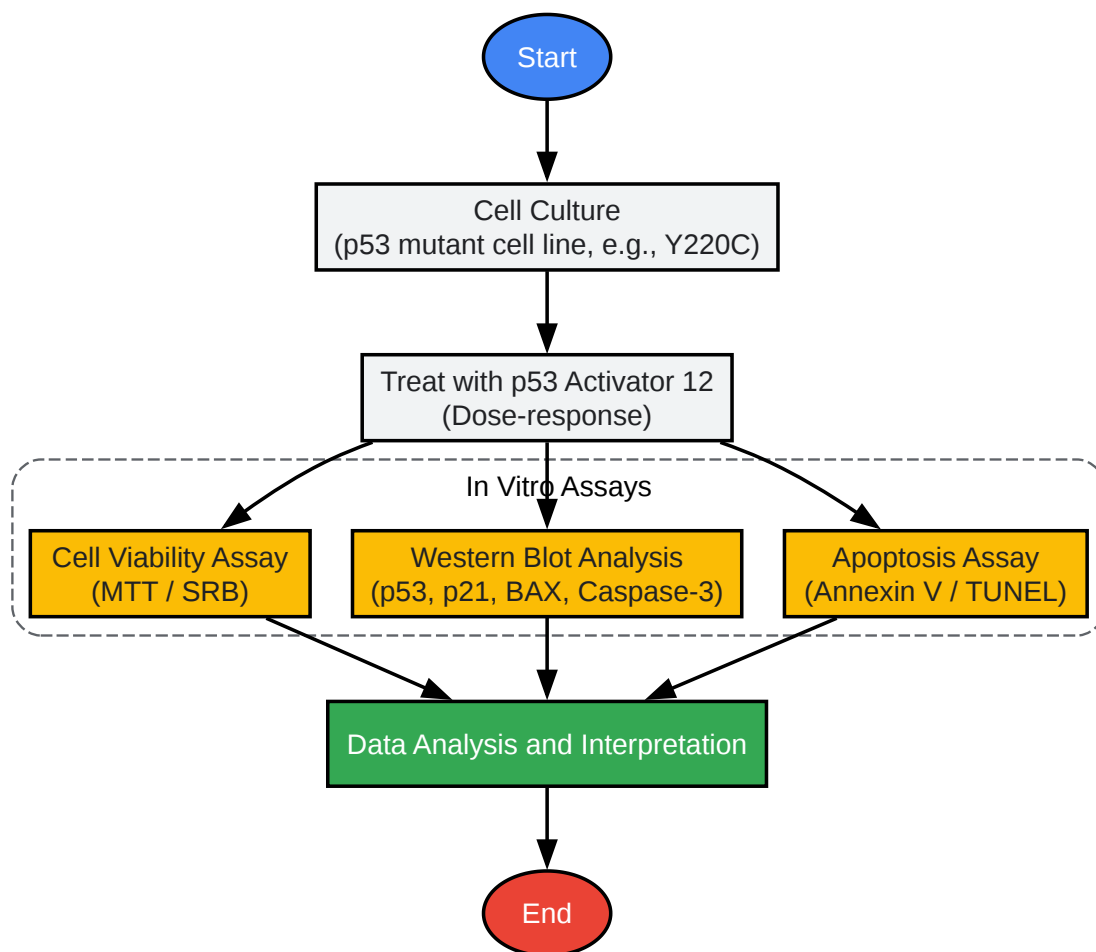 Start
Cell Culture
(p53 mutant cell line, e.g., Y220C)
Treat with p53 Activator 12
(Dose-response)
In Vitro Assays
Cell Viability Assay
(MTT / SRB)
Western Blot Analysis
(p53, p21, BAX, Caspase-3)
Apoptosis Assay
(Annexin V / TUNEL)
Data Analysis and Interpretation
End